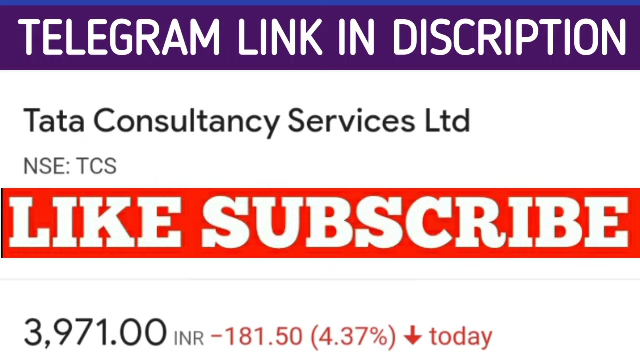 TELEGRAM LINK IN DISCRIPTION
Tata Consultancy Services Ltd
NSE: TCS
LIKE SUBSCRIBE
3,971.00 INR −181.50 (4.37%) ↓ today